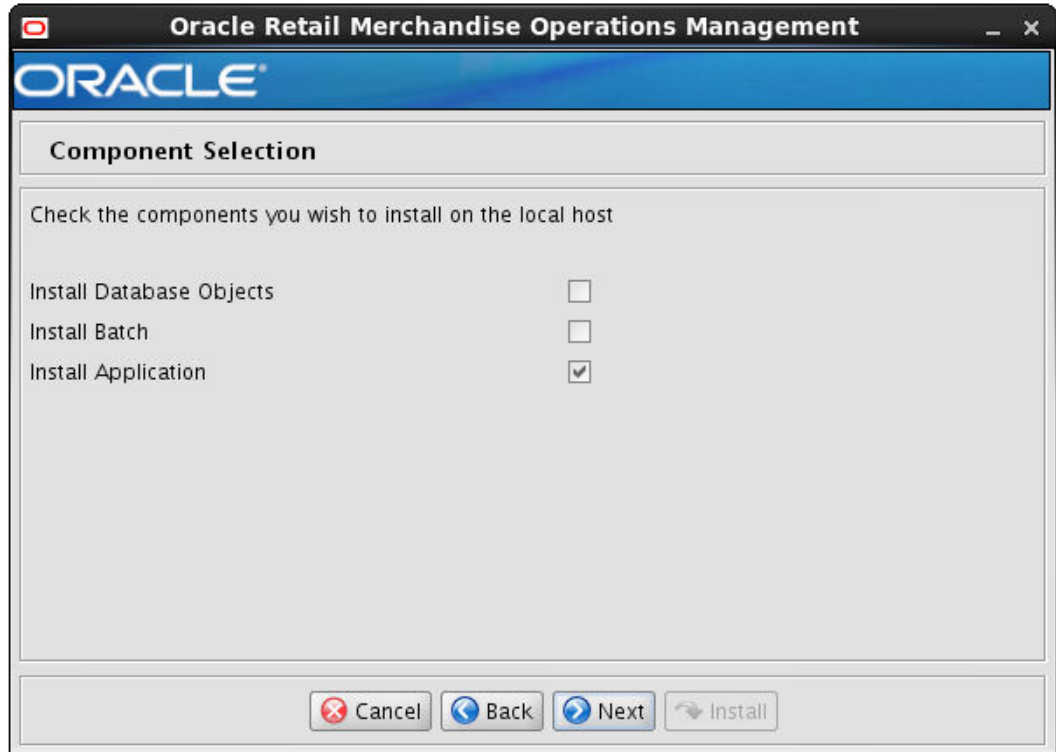 Oracle Retail Merchandise Operations Management
ORACLE
Component Selection
Check the components you wish to install on the local host
Install Database Objects
Install Batch
Install Application
Cancel Back Next Install